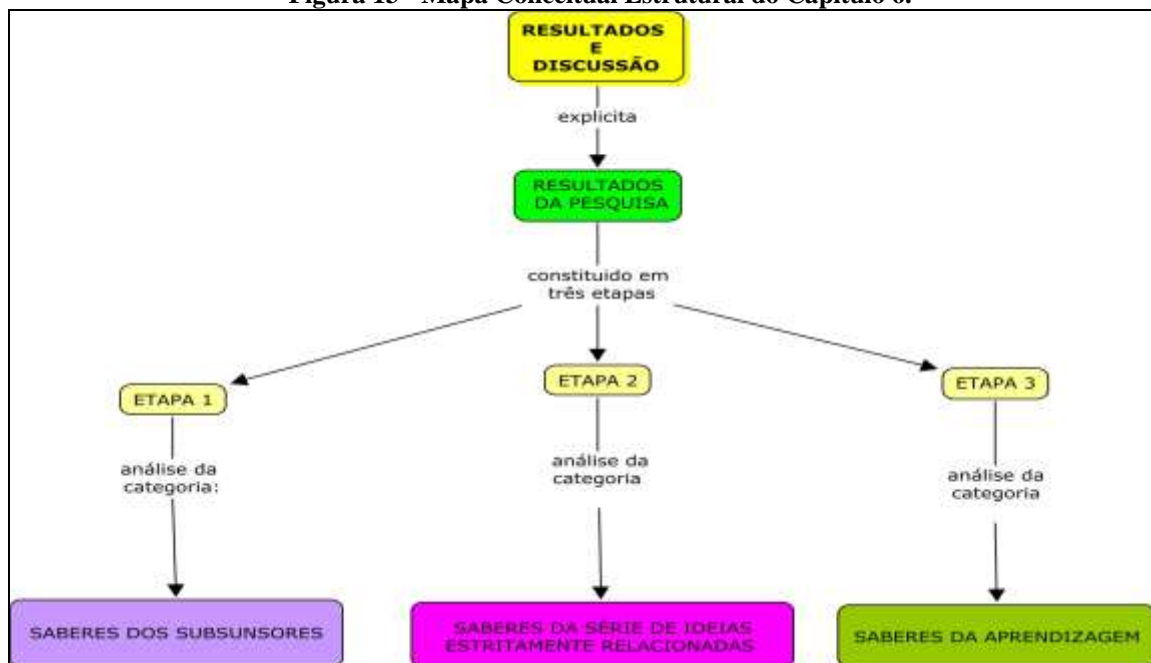 Figura 15 - Mapa Conceitual Estrutural do Capítulo 6.
RESULTADOS
E
DISCUSSÃO
explicita
RESULTADOS
DA PESQUISA
constituido em
três etapas
ETAPA 1
ETAPA 2
ETAPA 3
análise da
categoria:
análise da
categoria
análise da
categoria
SABERES DOS SUBSUNSORES
SABERES DA SÉRIE DE IDEIAS
ESTRITAMENTE RELACIONADAS
SABERES DA APRENDIZAGEM